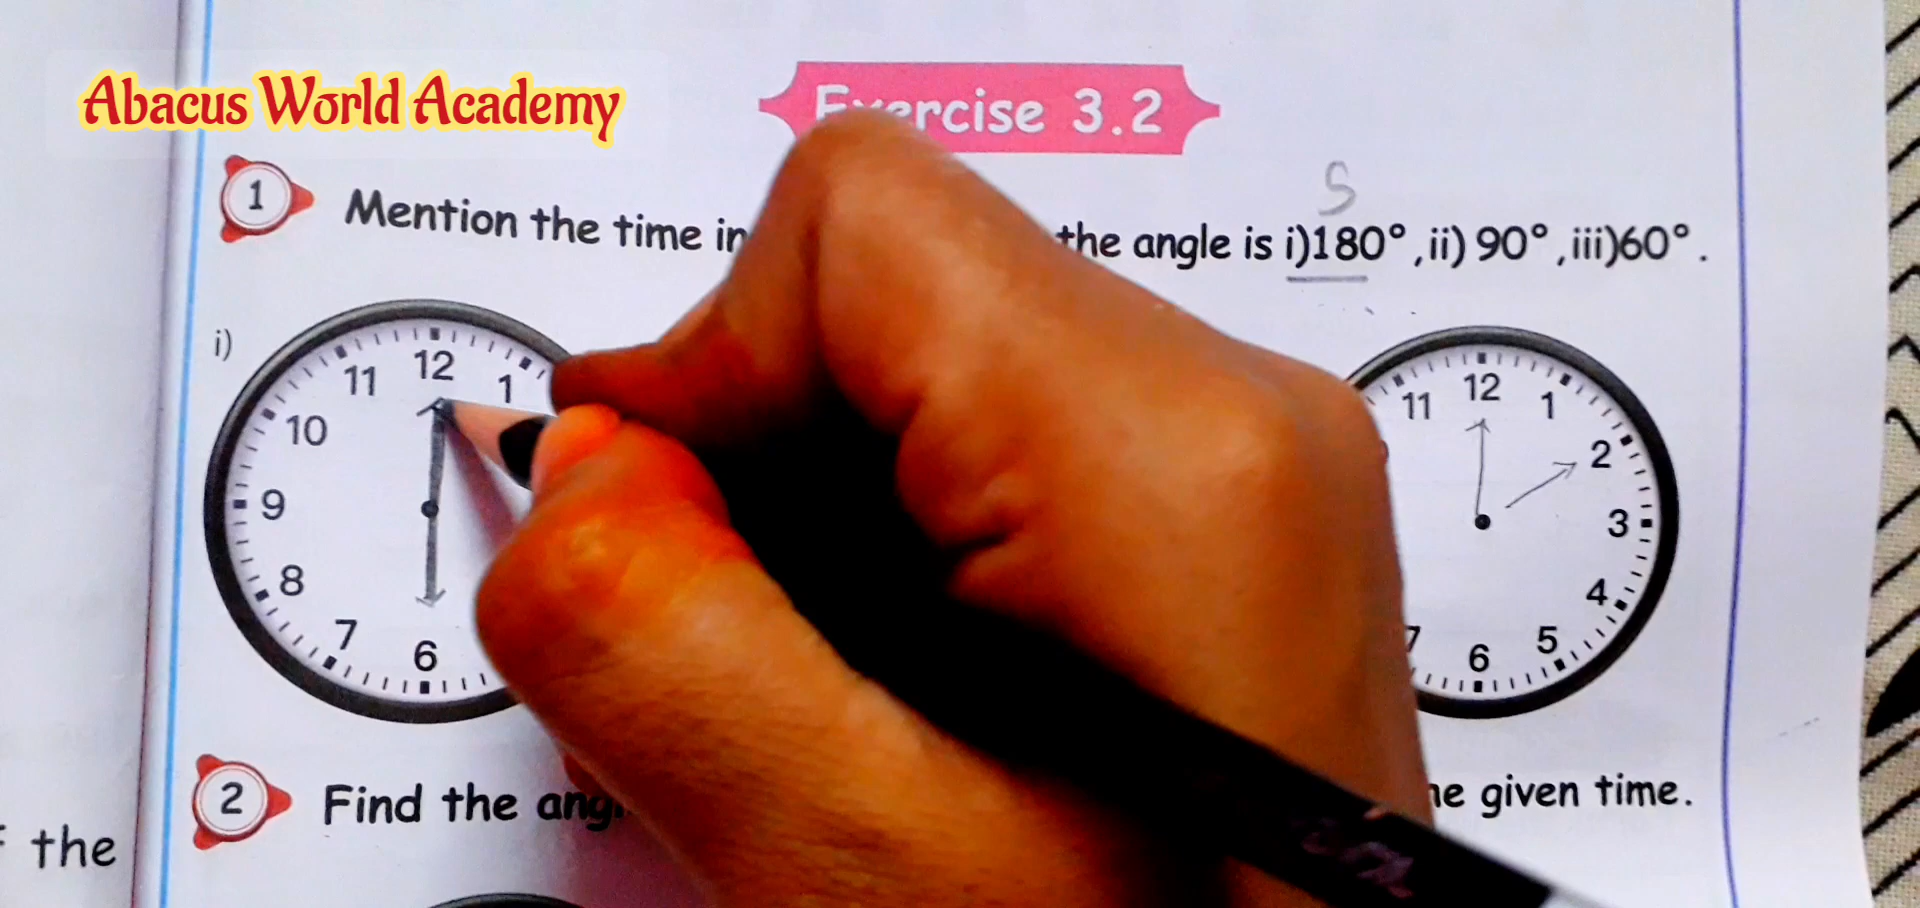 Abacus World Academy
Exercise 3.2
S
1 Mention the time in the angle is i)180° ,ii) 90° ,iii)60° .
i)
12
11 1
10
9
8
7
6
12
11 1
2
3
4
7 5
6
2 Find the given time.
the